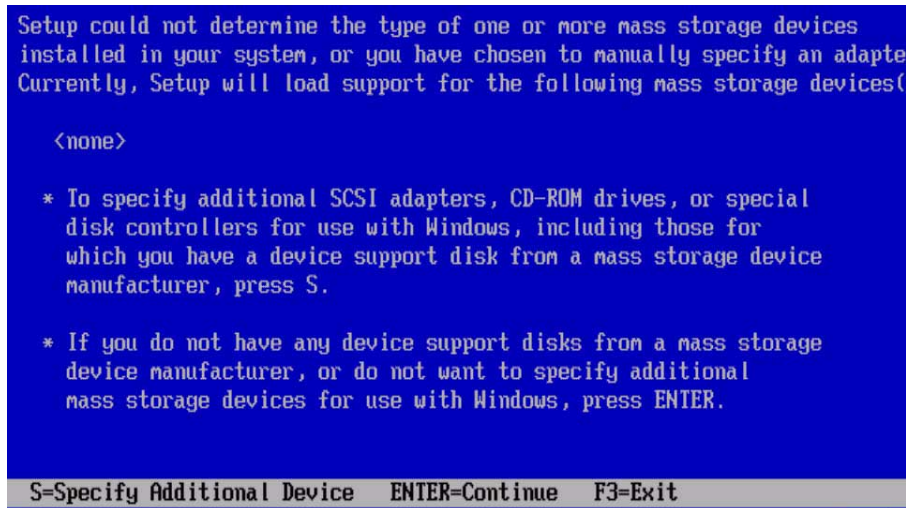 Setup could not determine the type of one or more mass storage devices
installed in your system, or you have chosen to manually specify an adapte
Currently, Setup will load support for the following mass storage devices(
<none>
* To specify additional SCSI adapters, CD-ROM drives, or special
disk controllers for use with Windows, including those for
which you have a device support disk from a mass storage device
manufacturer, press S.
* If you do not have any device support disks from a mass storage
device manufacturer, or do not want to specify additional
mass storage devices for use with Windows, press ENTER.
S=Specify Additional Device ENTER=Continue F3=Exit